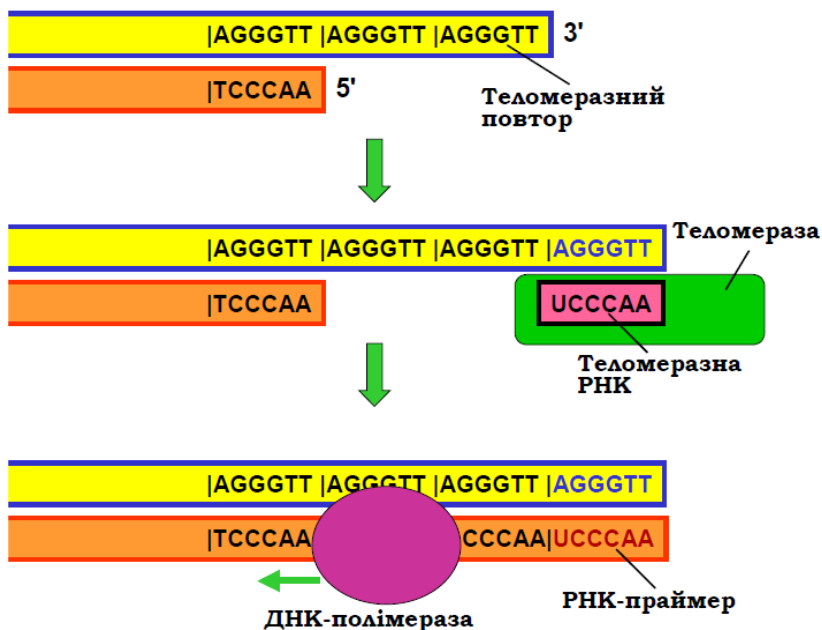 |AGGGTT |AGGGTT |AGGGTT 3'
|TCCCAA 5'
Теломеразний
повтор
Теломераза
|AGGGTT |AGGGTT |AGGGTT |AGGGTT
|TCCCAA
UCCCAA
Теломеразна
РНК
|AGGGTT |AGGGTT |AGGGTT |AGGGTT
|TCCCAA CCCAA|UCCCAA
ДНК-полімераза
РНК-праймер